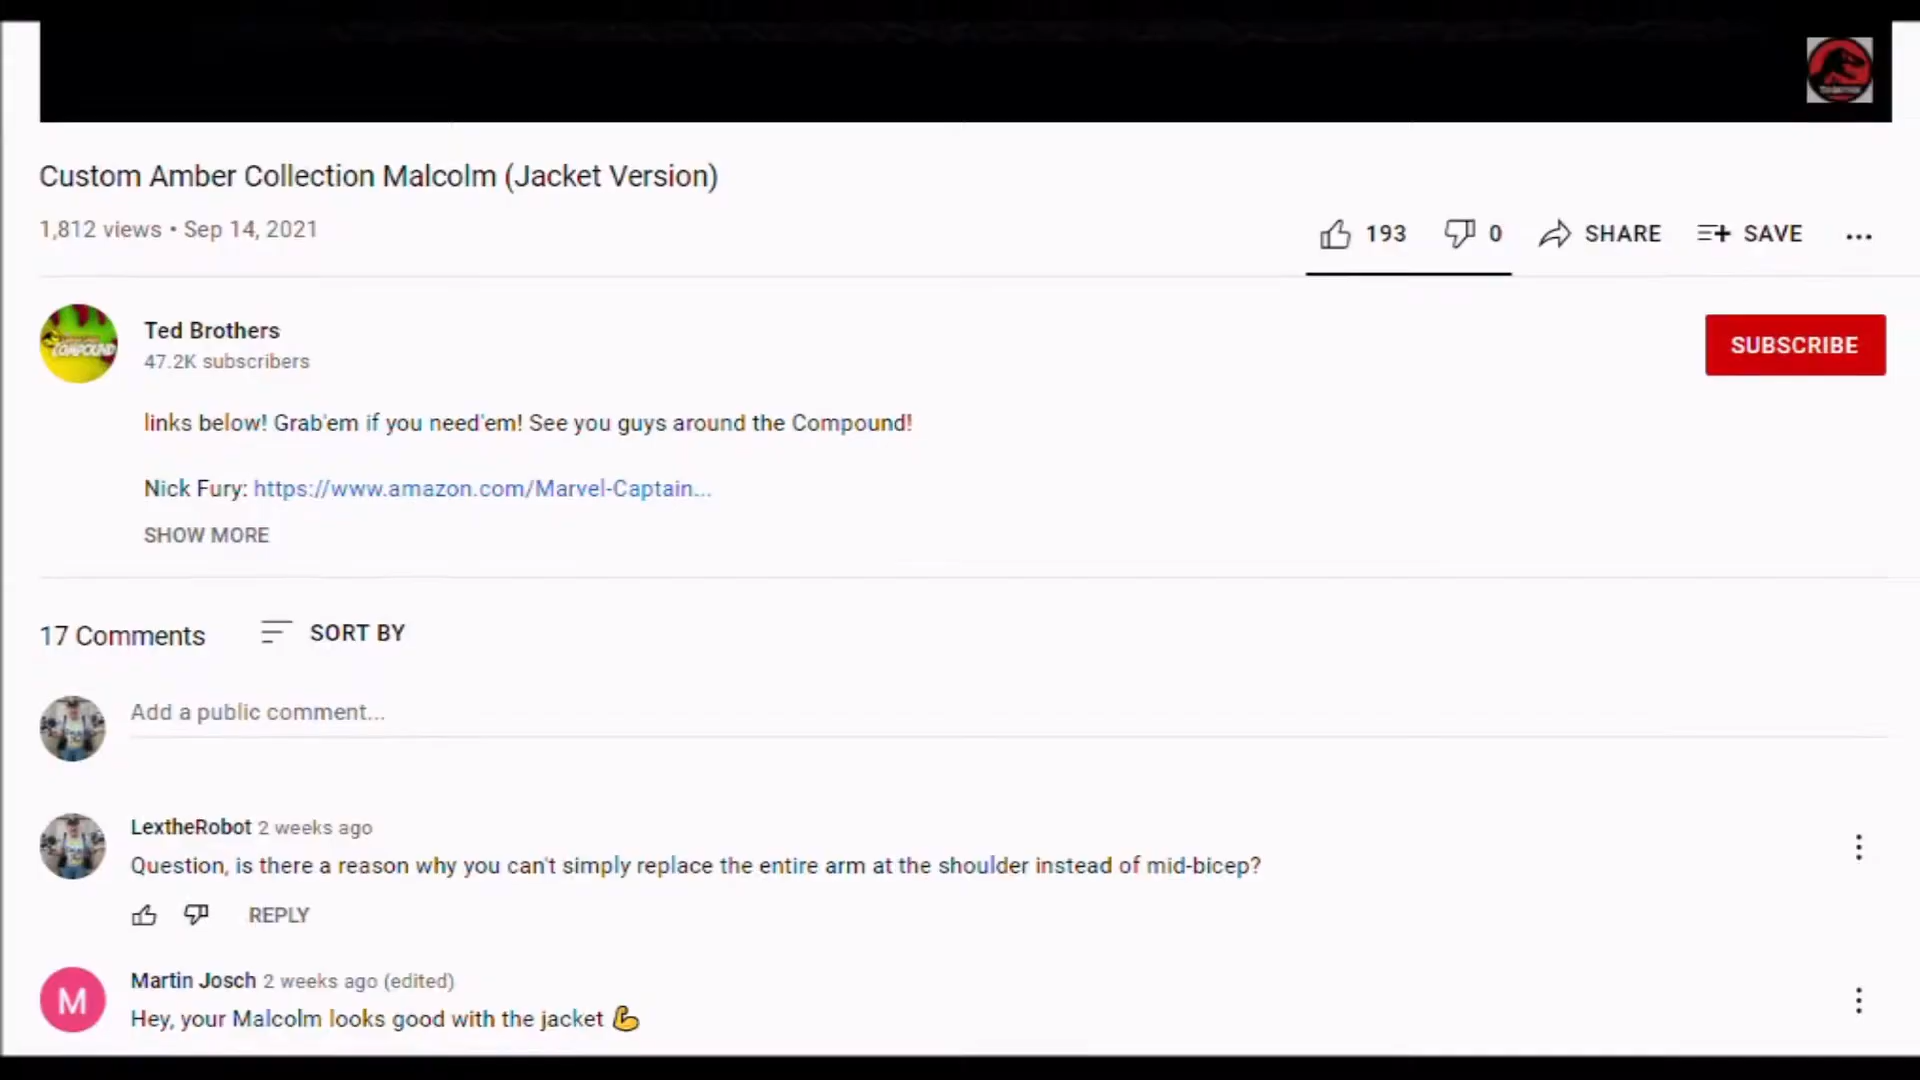 Custom Amber Collection Malcolm (Jacket Version)
1,812 views • Sep 14, 2021
193 0 SHARE SAVE ...
Ted Brothers
47.2K subscribers
SUBSCRIBE
COMPOUND
links below! Grab'em if you need'em! See you guys around the Compound!
Nick Fury: https://www.amazon.com/Marvel-Captain...
SHOW MORE
17 Comments SORT BY
Add a public comment...
LextheRobot 2 weeks ago
Question, is there a reason why you can't simply replace the entire arm at the shoulder instead of mid-bicep?
REPLY
M
Martin Josch 2 weeks ago (edited)
Hey, your Malcolm looks good with the jacket 💪